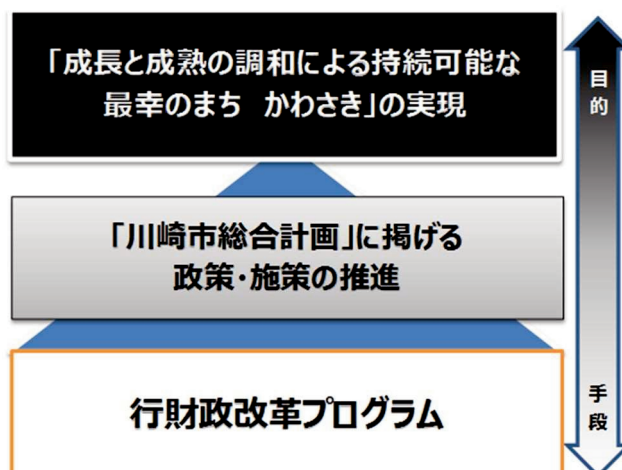 「成長と成熟の調和による持続可能な
最幸のまち　かわさき」の実現
目的
「川崎市総合計画」に掲げる
政策・施策の推進
行財政改革プログラム
手段